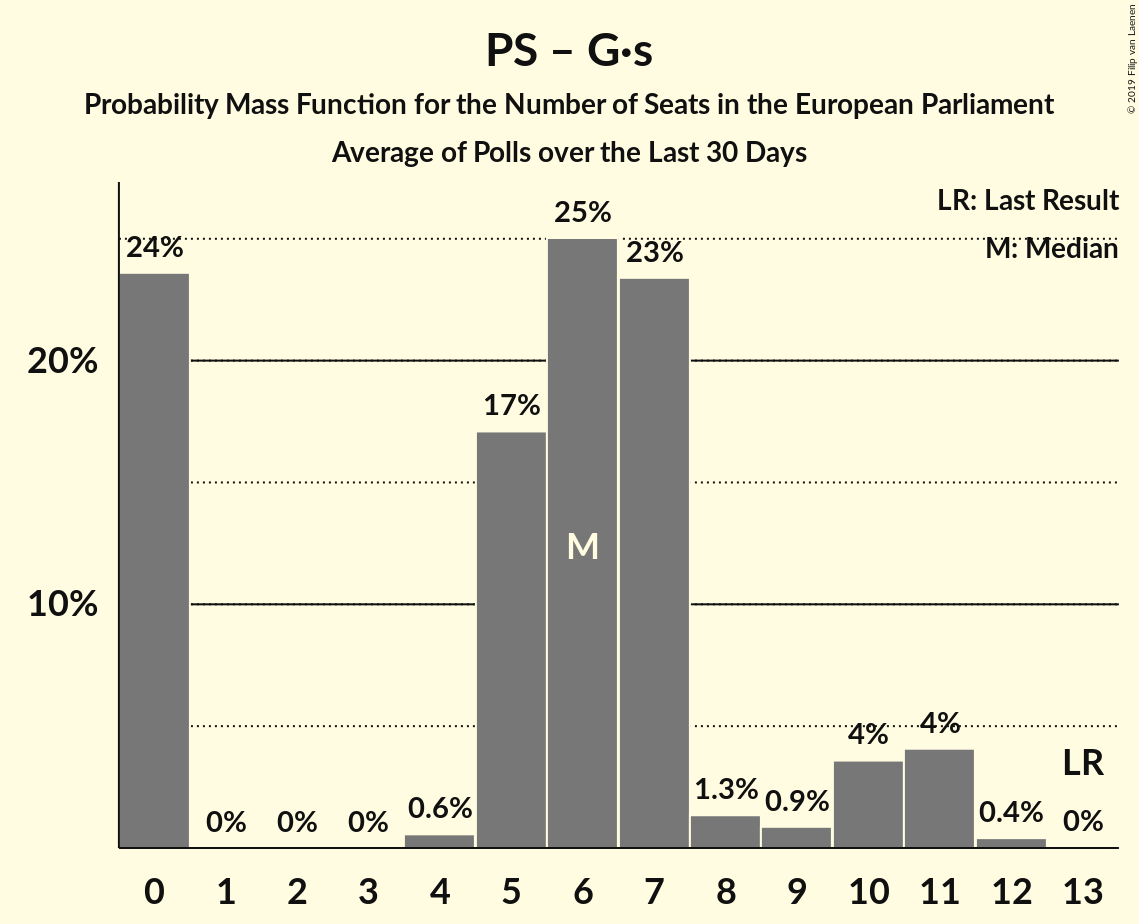 PS – G·s
Probability Mass Function for the Number of Seats in the European Parliament
Average of Polls over the Last 30 Days
© 2019 Filip van Laenen
LR: Last Result
M: Median
20%
10%
24%
0%
0%
0%
0.6%
17%
25%
23%
1.3%
0.9%
4%
4%
0.4%
0%
M
LR
0 1 2 3 4 5 6 7 8 9 10 11 12 13